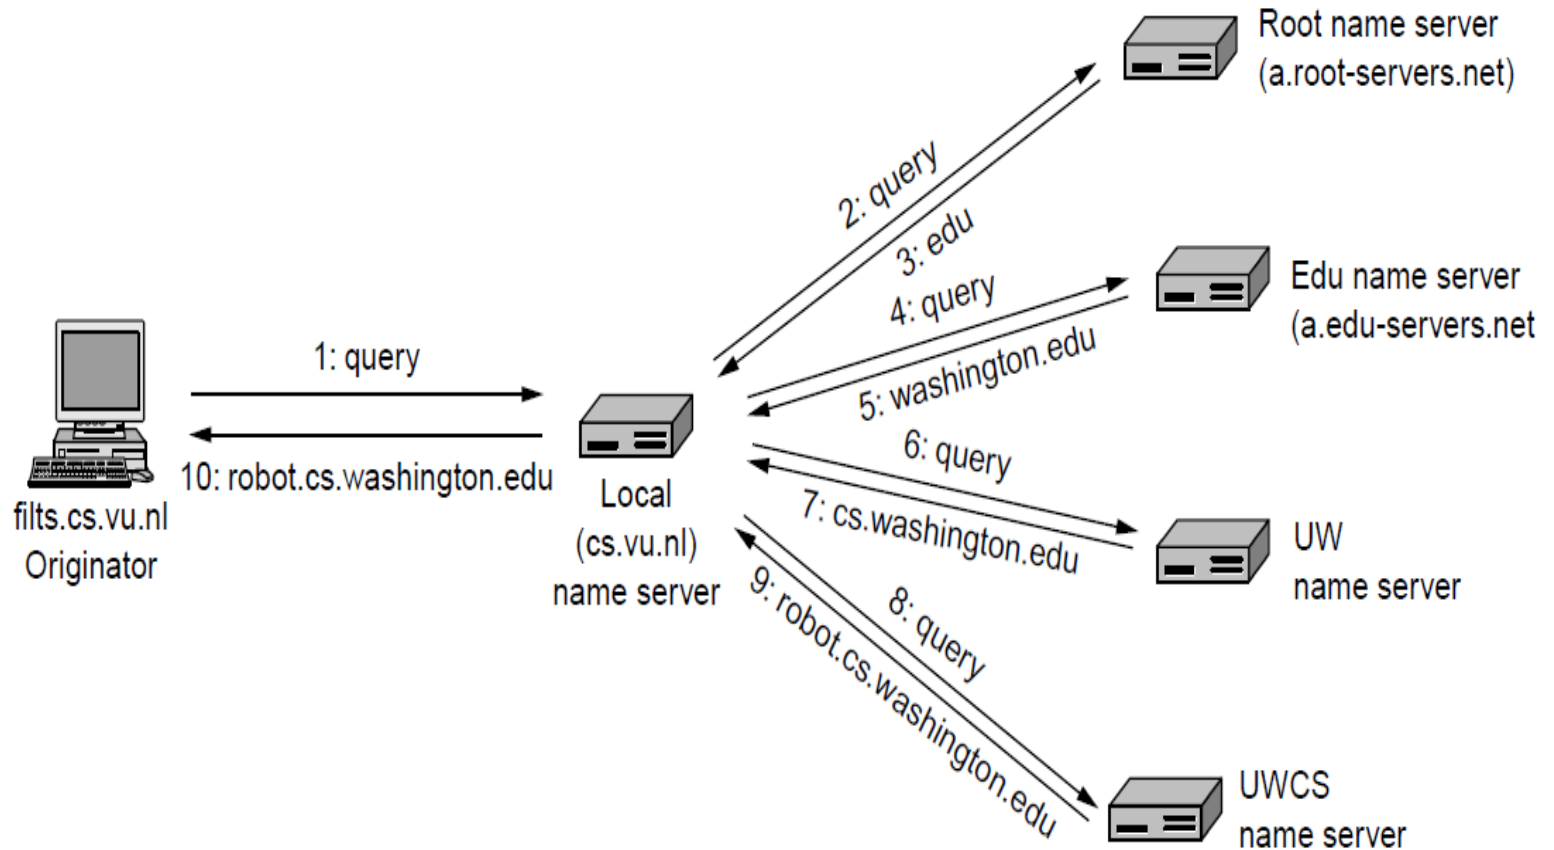 Root name server
(a.root-servers.net)
2: query
3: edu
Edu name server
(a.edu-servers.net
4: query
5: washington.edu
1: query
10: robot.cs.washington.edu
filts.cs.vu.nl
Originator
Local
(cs.vu.nl)
name server
6: query
7: cs.washington.edu
UW
name server
8: query
9: robot.cs.washington.edu
UWCS
name server